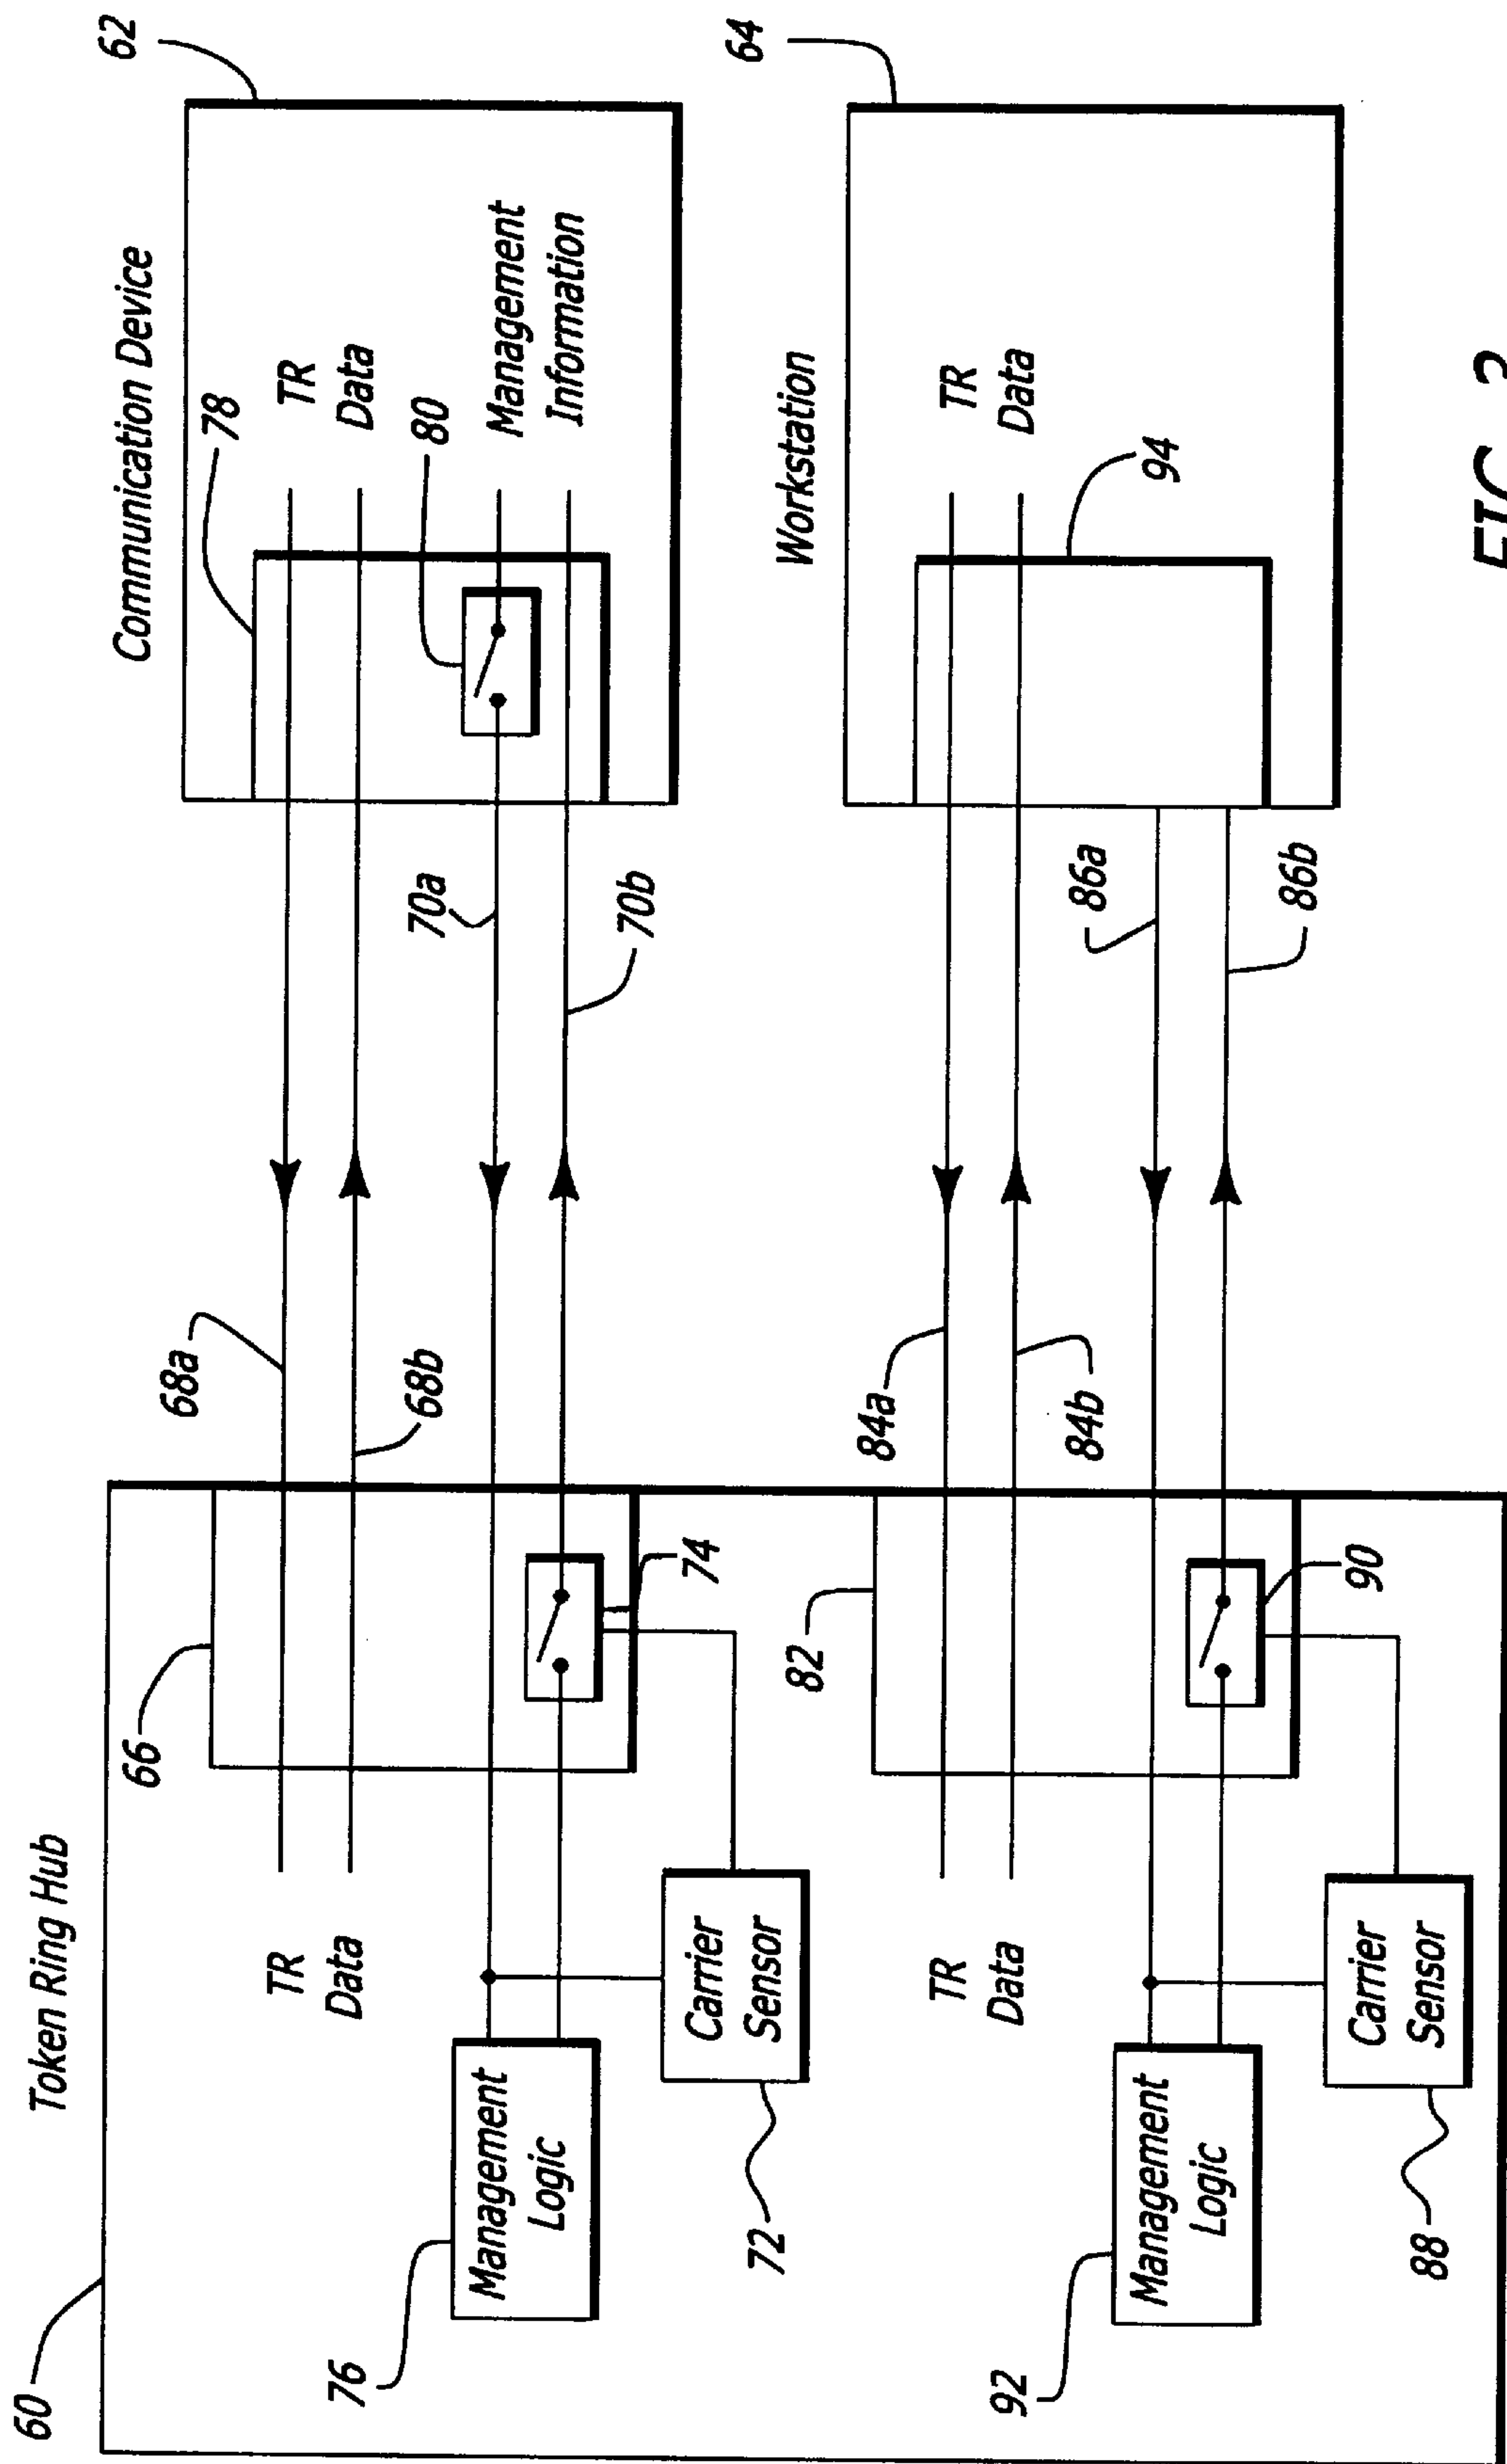 60
Token Ring Hub
66
68a
Communication Device
62
78
TR
Data
68b
TR
Data
80
76
Management
Logic
70a
Management
Information
74
70b
72
Carrier
Sensor
82
84a
Workstation
64
TR
Data
84b
TR
Data
92
Management
Logic
86a
94
90
86b
88
Carrier
Sensor
FIG.